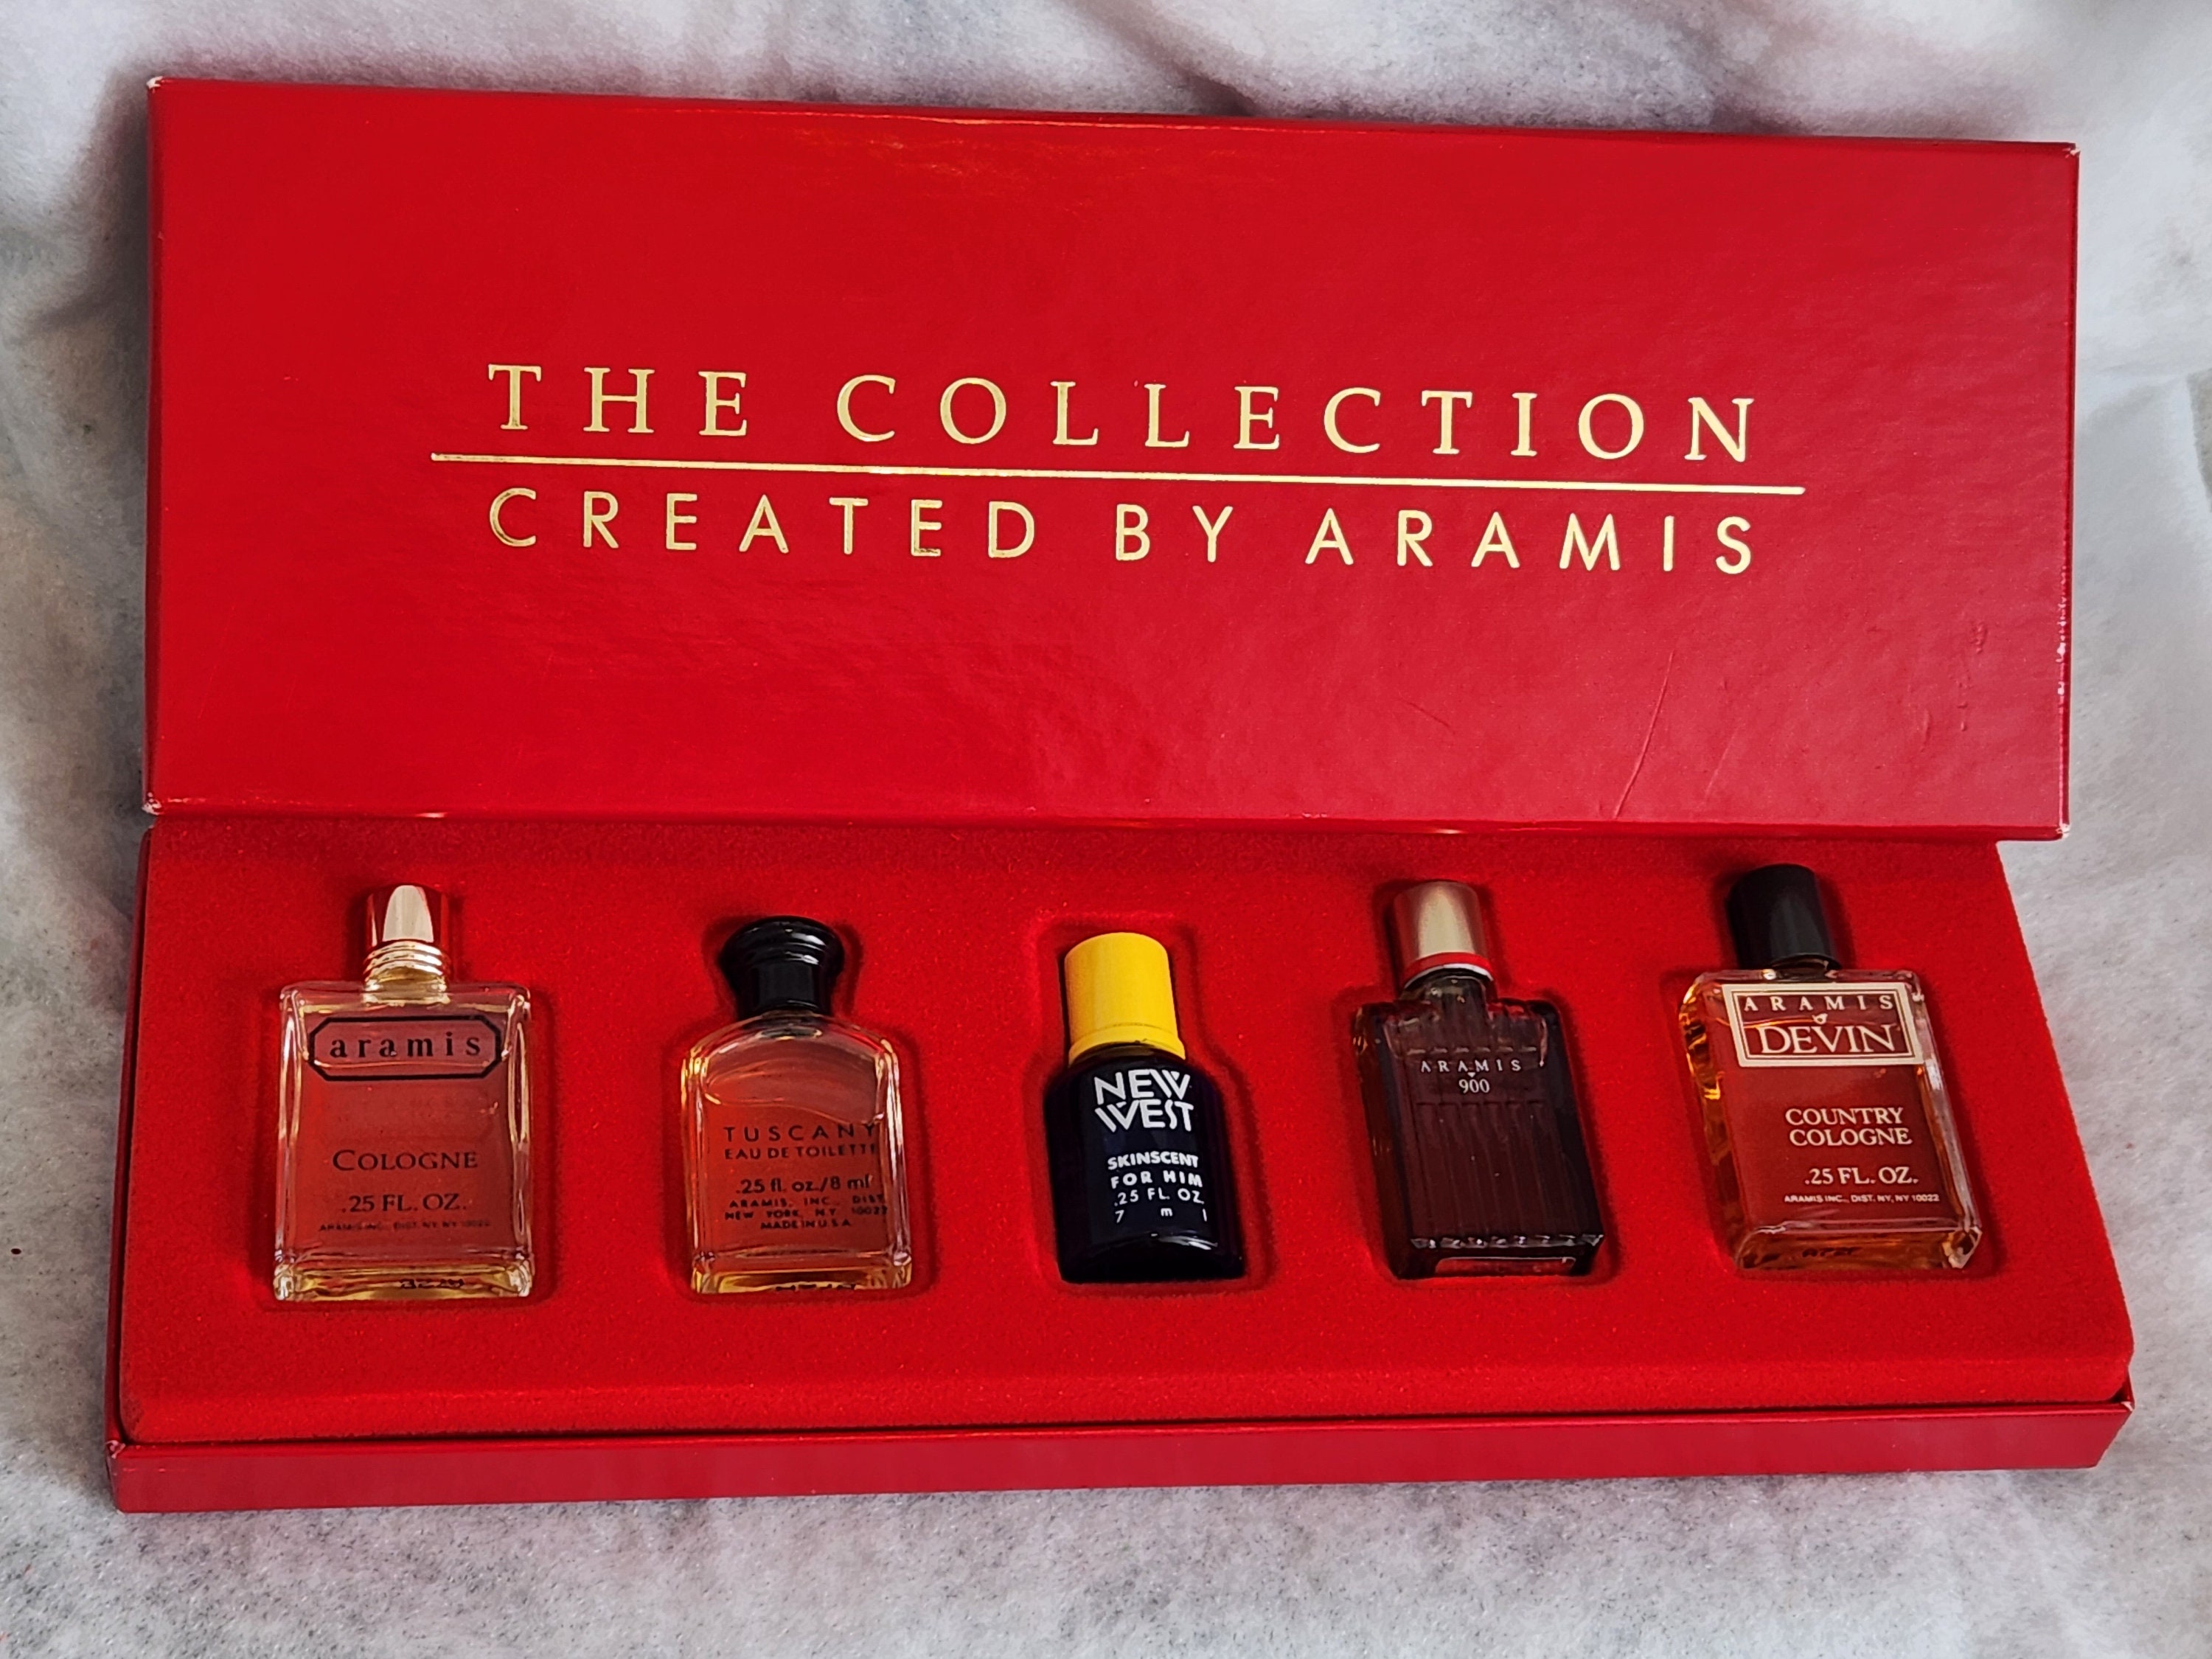 THE COLLECTION
CREATED BY ARAMIS
aramis
COLOGNE
.25 FL. OZ.
ARAMIS INC., DIST. NY, NY 10022
TUSCANY
EAU DE TOILETTE
.25 fl. oz./8 ml
ARAMIS, INC., DIST.
NEW YORK, N.Y. 10022
MADE IN U.S.A.
NEW
WEST
SKINSCENT
FOR HIM
.25 FL. OZ.
7 ml
ARAMIS
900
ARAMIS
DEVIN
COUNTRY
COLOGNE
.25 FL. OZ.
ARAMIS INC., DIST. NY, NY 10022